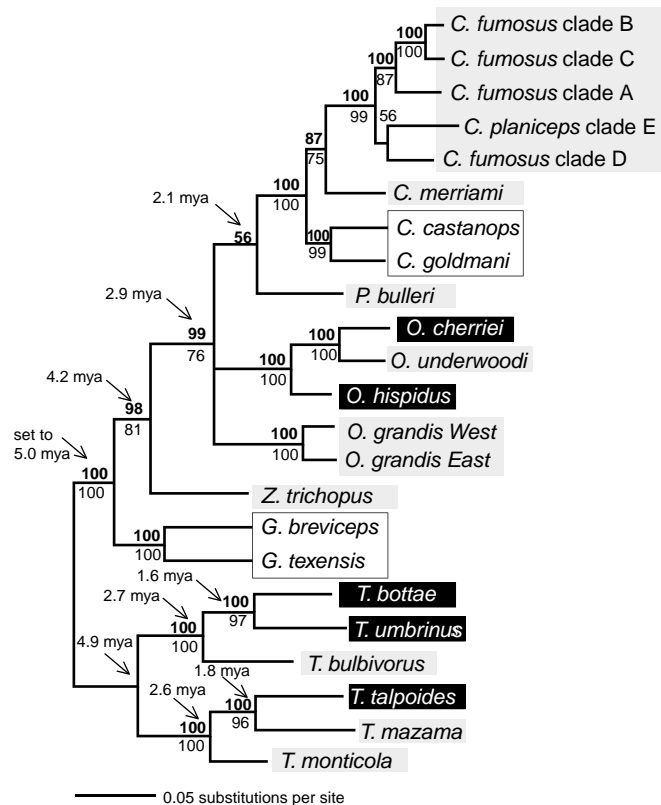 C. fumosus clade B
100
100
C. fumosus clade C
100
87
C. fumosus clade A
100
99
56
C. planiceps clade E
C. fumosus clade D
87
75
C. merriami
2.1 mya
100
100
C. castanops
100
99
C. goldmani
56
P. bulleri
2.9 mya
O. cherriei
100
100
O. underwoodi
99
76
100
100
O. hispidus
4.2 mya
98
81
O. grandis West
100
100
O. grandis East
set to
5.0 mya
100
100
Z. trichopus
G. breviceps
100
100
G. texensis
1.6 mya
T. bottae
2.7 mya
100
97
T. umbrinus
100
100
4.9 mya
T. bulbivorus
1.8 mya
2.6 mya
T. talpoides
100
96
T. mazama
100
100
T. monticola
0.05 substitutions per site